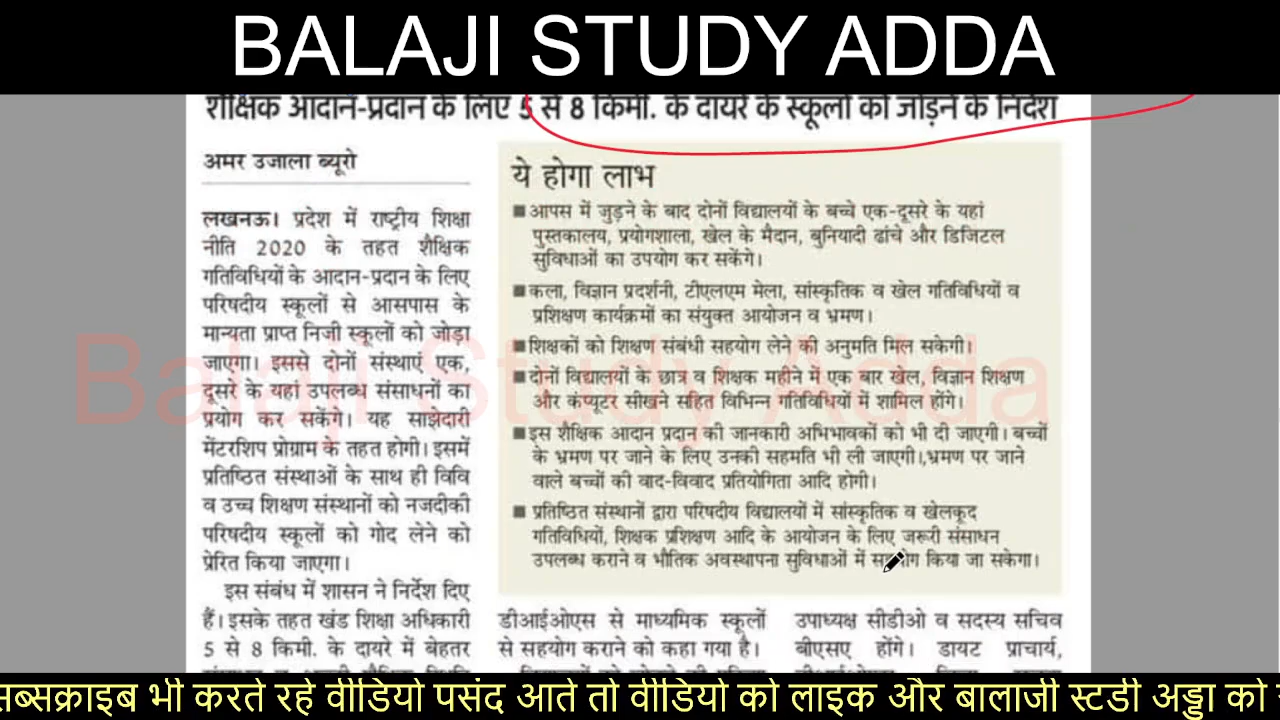 BALAJI STUDY ADDA
शैक्षिक आदान-प्रदान के लिए 5 से 8 किमी. के दायरे के स्कूलों को जोड़ने के निर्देश
अमर उजाला ब्यूरो
लखनऊ। प्रदेश में राष्ट्रीय शिक्षा
नीति 2020 के तहत शैक्षिक
गतिविधियों के आदान-प्रदान के लिए
परिषदीय स्कूलों से आसपास के
मान्यता प्राप्त निजी स्कूलों को जोड़ा
जाएगा। इससे दोनों संस्थाएं एक,
दूसरे के यहां उपलब्ध संसाधनों का
प्रयोग कर सकेंगे। यह साझेदारी
मेंटरशिप प्रोग्राम के तहत होगी। इसमें
प्रतिष्ठित संस्थाओं के साथ ही विवि
व उच्च शिक्षण संस्थानों को नजदीकी
परिषदीय स्कूलों को गोद लेने को
प्रेरित किया जाएगा।
इस संबंध में शासन ने निर्देश दिए
हैं। इसके तहत खंड शिक्षा अधिकारी
5 से 8 किमी. के दायरे में बेहतर
ये होगा लाभ
■ आपस में जुड़ने के बाद दोनों विद्यालयों के बच्चे एक-दूसरे के यहां
पुस्तकालय, प्रयोगशाला, खेल के मैदान, बुनियादी ढांचे और डिजिटल
सुविधाओं का उपयोग कर सकेंगे।
■ कला, विज्ञान प्रदर्शनी, टीएलएम मेला, सांस्कृतिक व खेल गतिविधियों व
प्रशिक्षण कार्यक्रमों का संयुक्त आयोजन व भ्रमण।
■ शिक्षकों को शिक्षण संबंधी सहयोग लेने की अनुमति मिल सकेगी।
■ दोनों विद्यालयों के छात्र व शिक्षक महीने में एक बार खेल, विज्ञान शिक्षण
और कंप्यूटर सीखने सहित विभिन्न गतिविधियों में शामिल होंगे।
■ इस शैक्षिक आदान प्रदान की जानकारी अभिभावकों को भी दी जाएगी। बच्चों
के भ्रमण पर जाने के लिए उनकी सहमति भी ली जाएगी।,भ्रमण पर जाने
वाले बच्चों की वाद-विवाद प्रतियोगिता आदि होगी।
■ प्रतिष्ठित संस्थानों द्वारा परिषदीय विद्यालयों में सांस्कृतिक व खेलकूद
गतिविधियों, शिक्षक प्रशिक्षण आदि के आयोजन के लिए जरूरी संसाधन
उपलब्ध कराने व भौतिक अवस्थापना सुविधाओं में सहयोग किया जा सकेगा।
डीआईओएस से माध्यमिक स्कूलों
से सहयोग कराने को कहा गया है।
उपाध्यक्ष सीडीओ व सदस्य सचिव
बीएसए होंगे। डायट प्राचार्य,
Balaji Study Adda
सब्सक्राइब भी करते रहे वीडियो पसंद आते तो वीडियो को लाइक और बालाजी स्टडी अड्डा को